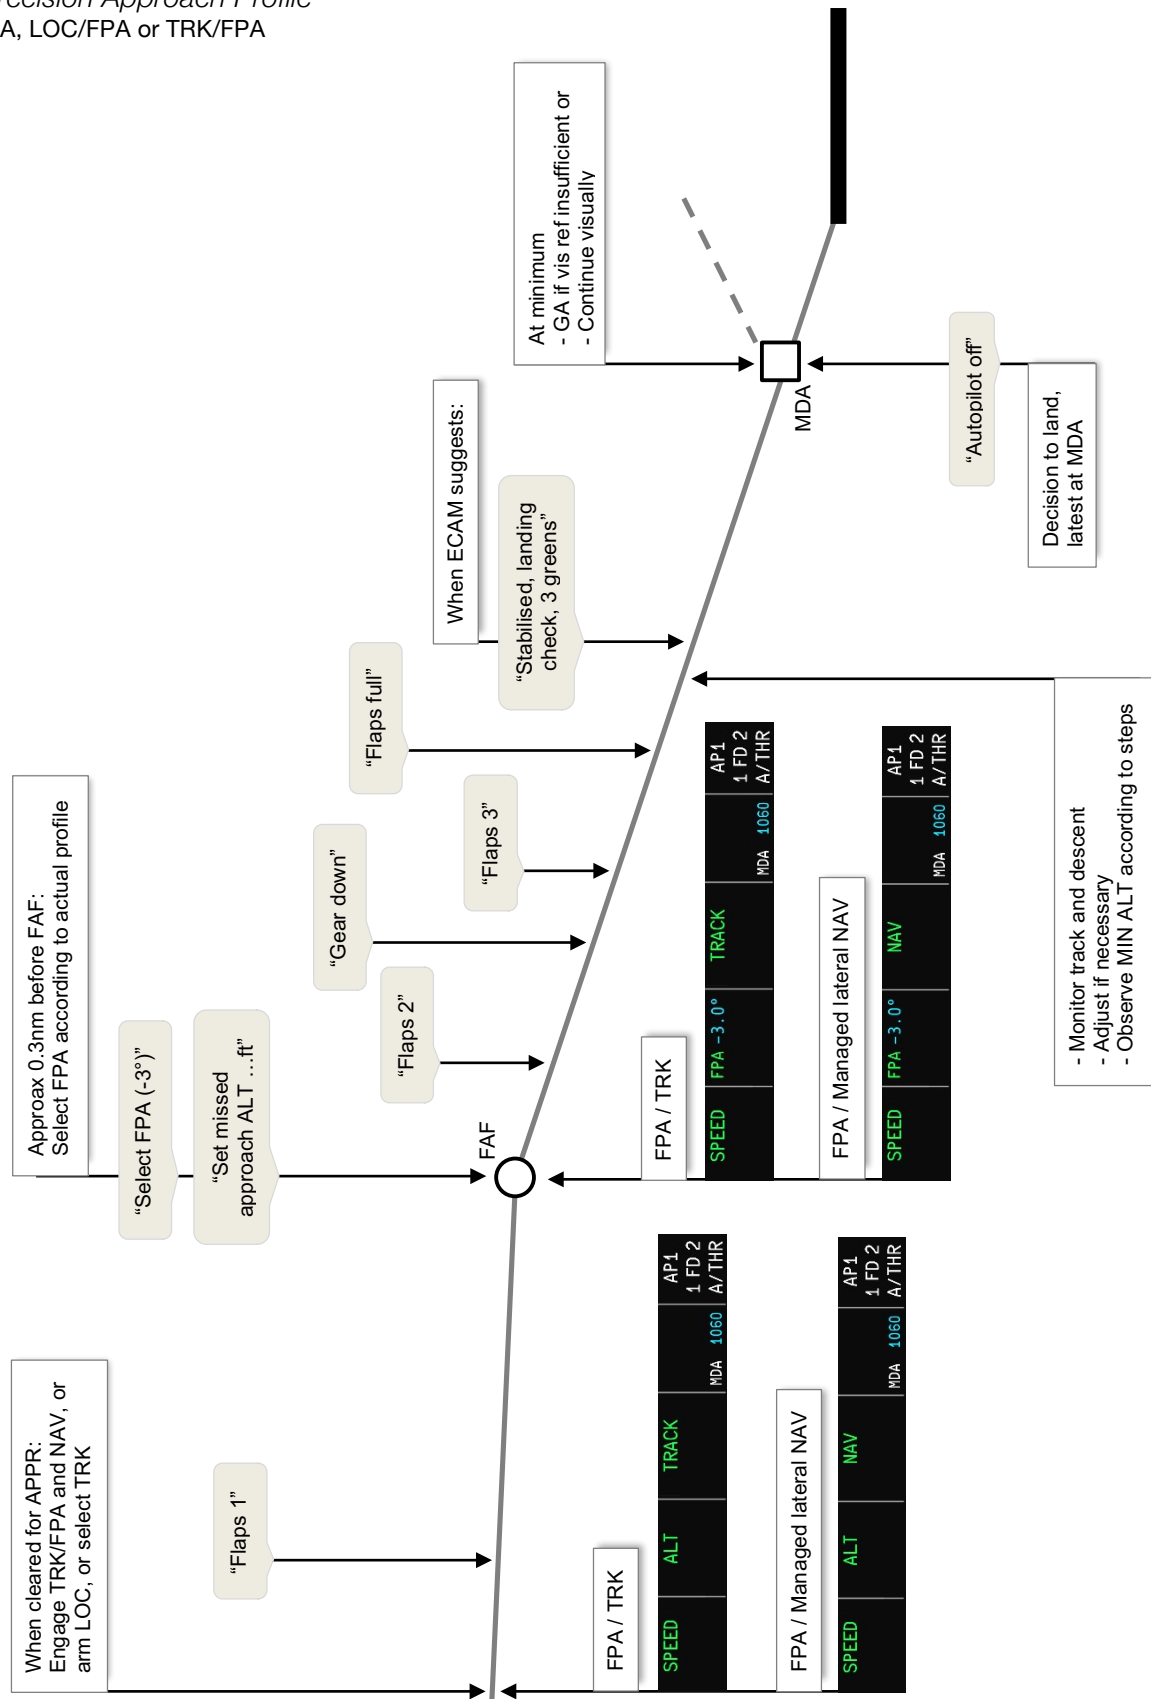 recision Approach Profile
A, LOC/FPA or TRK/FPA
When cleared for APPR:
Engage TRK/FPA and NAV, or
arm LOC, or select TRK
“Flaps 1”
FPA / TRK
SPEED ALT TRACK MDA 1060 AP1
1 FD 2
A/THR
FPA / Managed lateral NAV
SPEED ALT NAV MDA 1060 AP1
1 FD 2
A/THR
Approax 0.3nm before FAF:
Select FPA according to actual profile
“Select FPA (-3°)”
“Set missed
approach ALT …ft”
FAF
FPA / TRK
SPEED FPA -3.0° TRACK MDA 1060 AP1
1 FD 2
A/THR
FPA / Managed lateral NAV
SPEED FPA -3.0° NAV MDA 1060 AP1
1 FD 2
A/THR
“Flaps 2”
“Gear down”
“Flaps 3”
“Flaps full”
When ECAM suggests:
“Stabilised, landing
check, 3 greens”
- Monitor track and descent
- Adjust if necessary
- Observe MIN ALT according to steps
At minimum
- GA if vis ref insufficient or
- Continue visually
MDA
“Autopilot off”
Decision to land,
latest at MDA